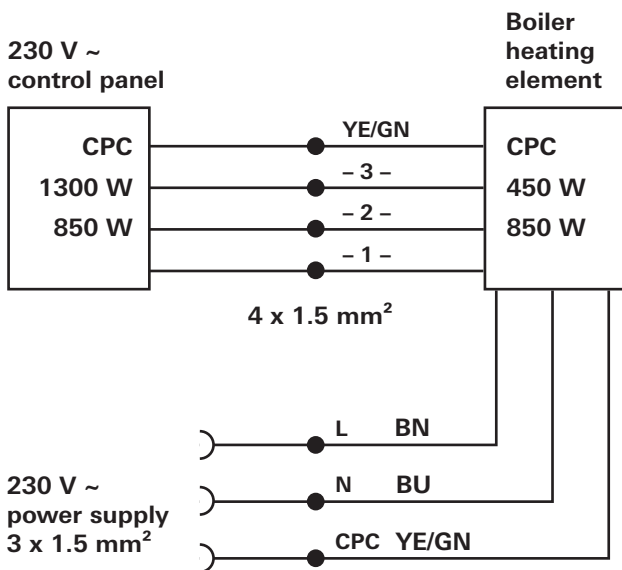 230 V ~
control panel
Boiler
heating
element
CPC
1300 W
850 W
YE/GN
– 3 –
– 2 –
– 1 –
CPC
450 W
850 W
4 x 1.5 mm²
L BN
230 V ~
power supply
3 x 1.5 mm²
N BU
CPC YE/GN